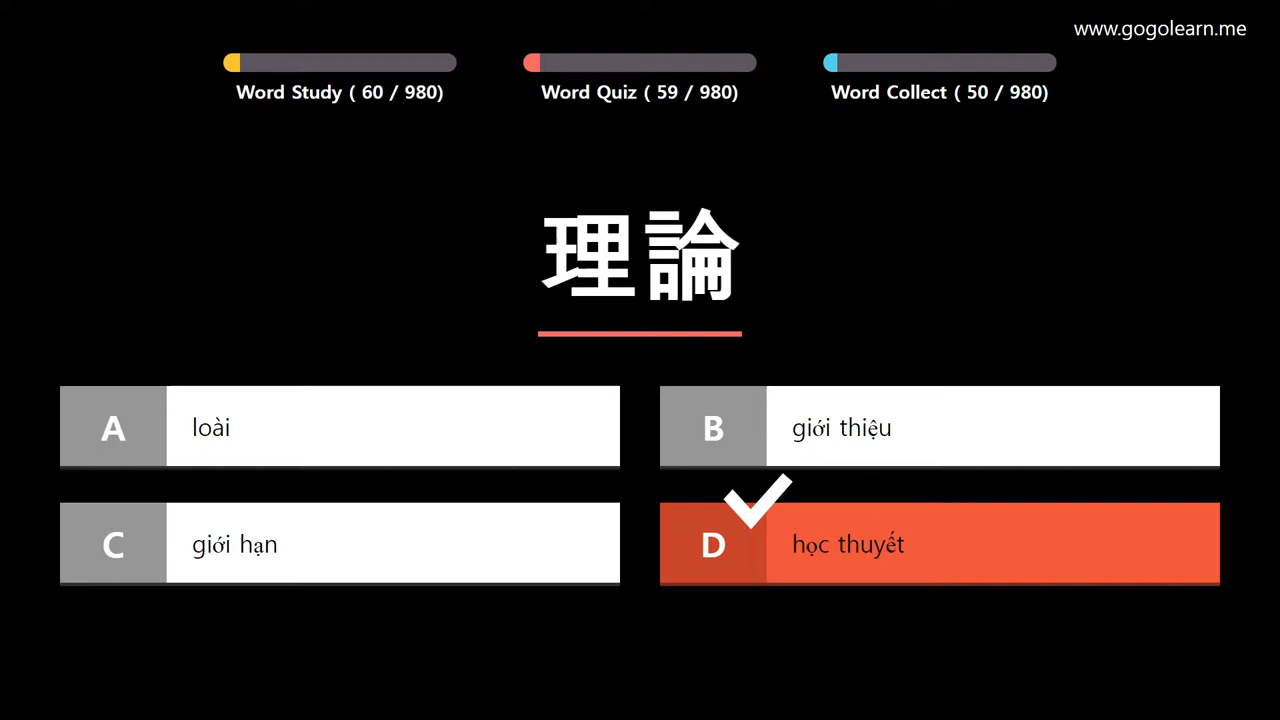 www.gogolearn.me
Word Study ( 60 / 980)
Word Quiz ( 59 / 980)
Word Collect ( 50 / 980)
理論
A loài
B giới thiệu
C giới hạn
D học thuyết